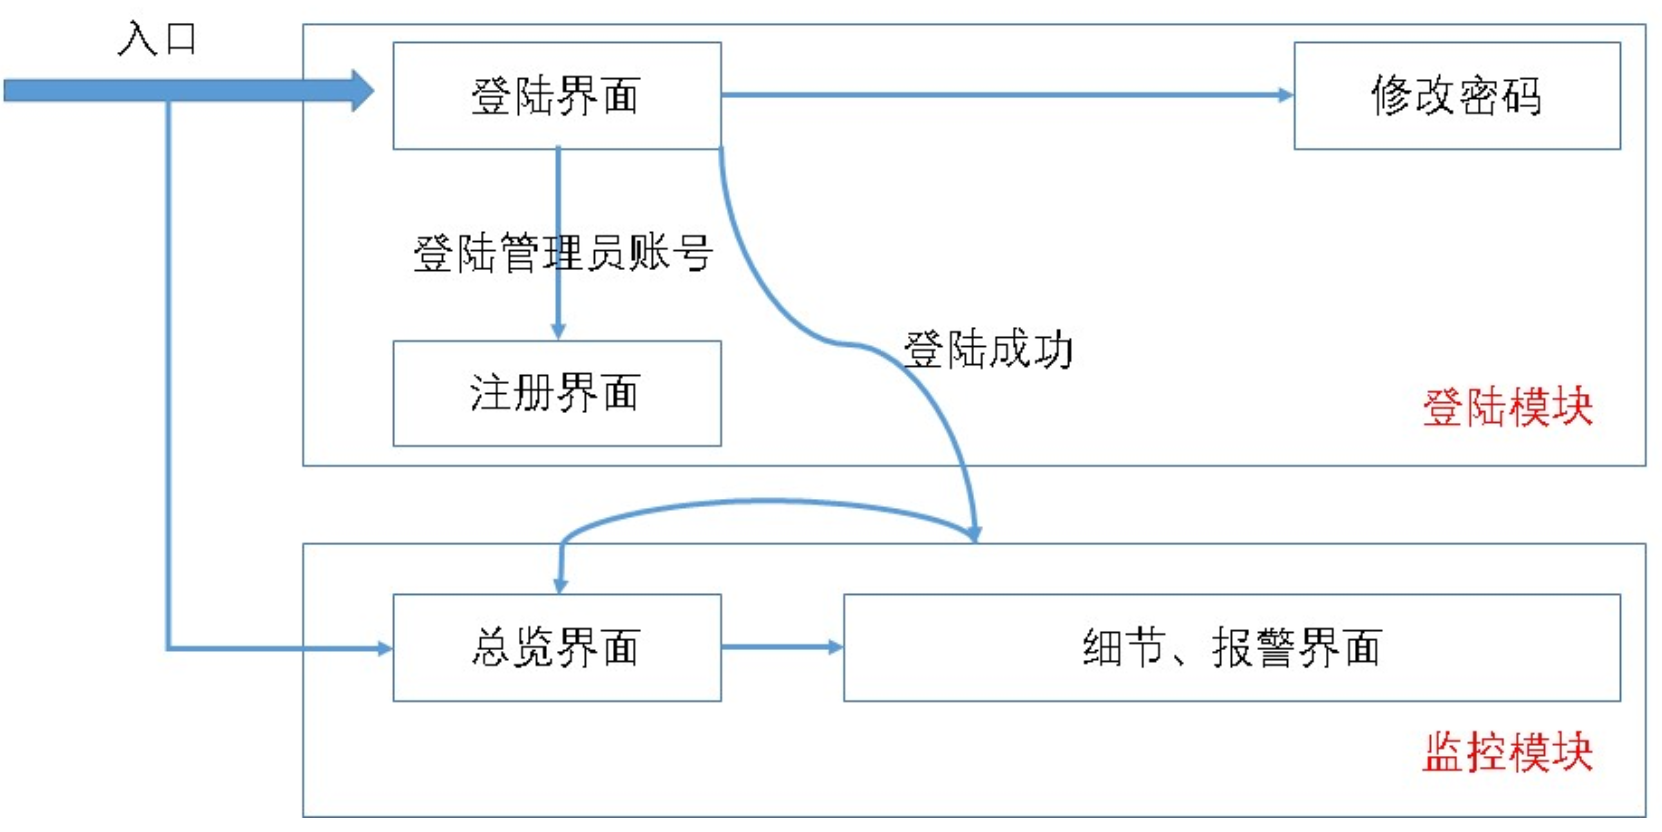 入口
登陆界面
修改密码
登陆管理员账号
登陆成功
注册界面
登陆模块
总览界面
细节、报警界面
监控模块